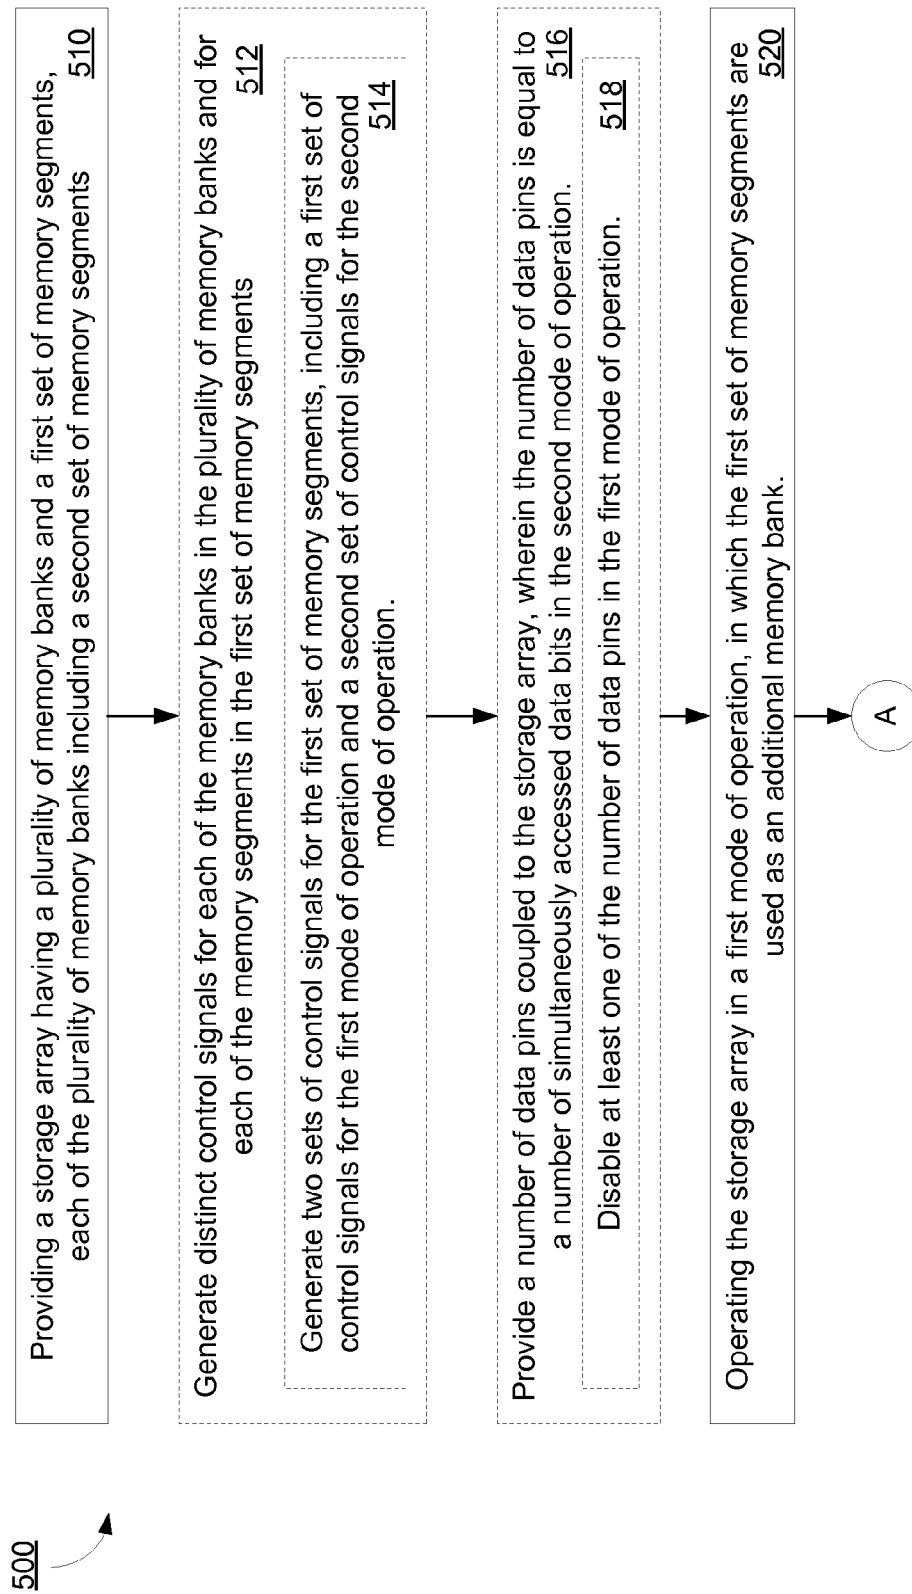 500
Providing a storage array having a plurality of memory banks and a first set of memory segments,
each of the plurality of memory banks including a second set of memory segments
510
Generate distinct control signals for each of the memory banks in the plurality of memory banks and for
each of the memory segments in the first set of memory segments
512
Generate two sets of control signals for the first set of memory segments, including a first set of
control signals for the first mode of operation and a second set of control signals for the second
mode of operation.
514
Provide a number of data pins coupled to the storage array, wherein the number of data pins is equal to
a number of simultaneously accessed data bits in the second mode of operation.
516
Disable at least one of the number of data pins in the first mode of operation.
518
Operating the storage array in a first mode of operation, in which the first set of memory segments are
used as an additional memory bank.
520
A